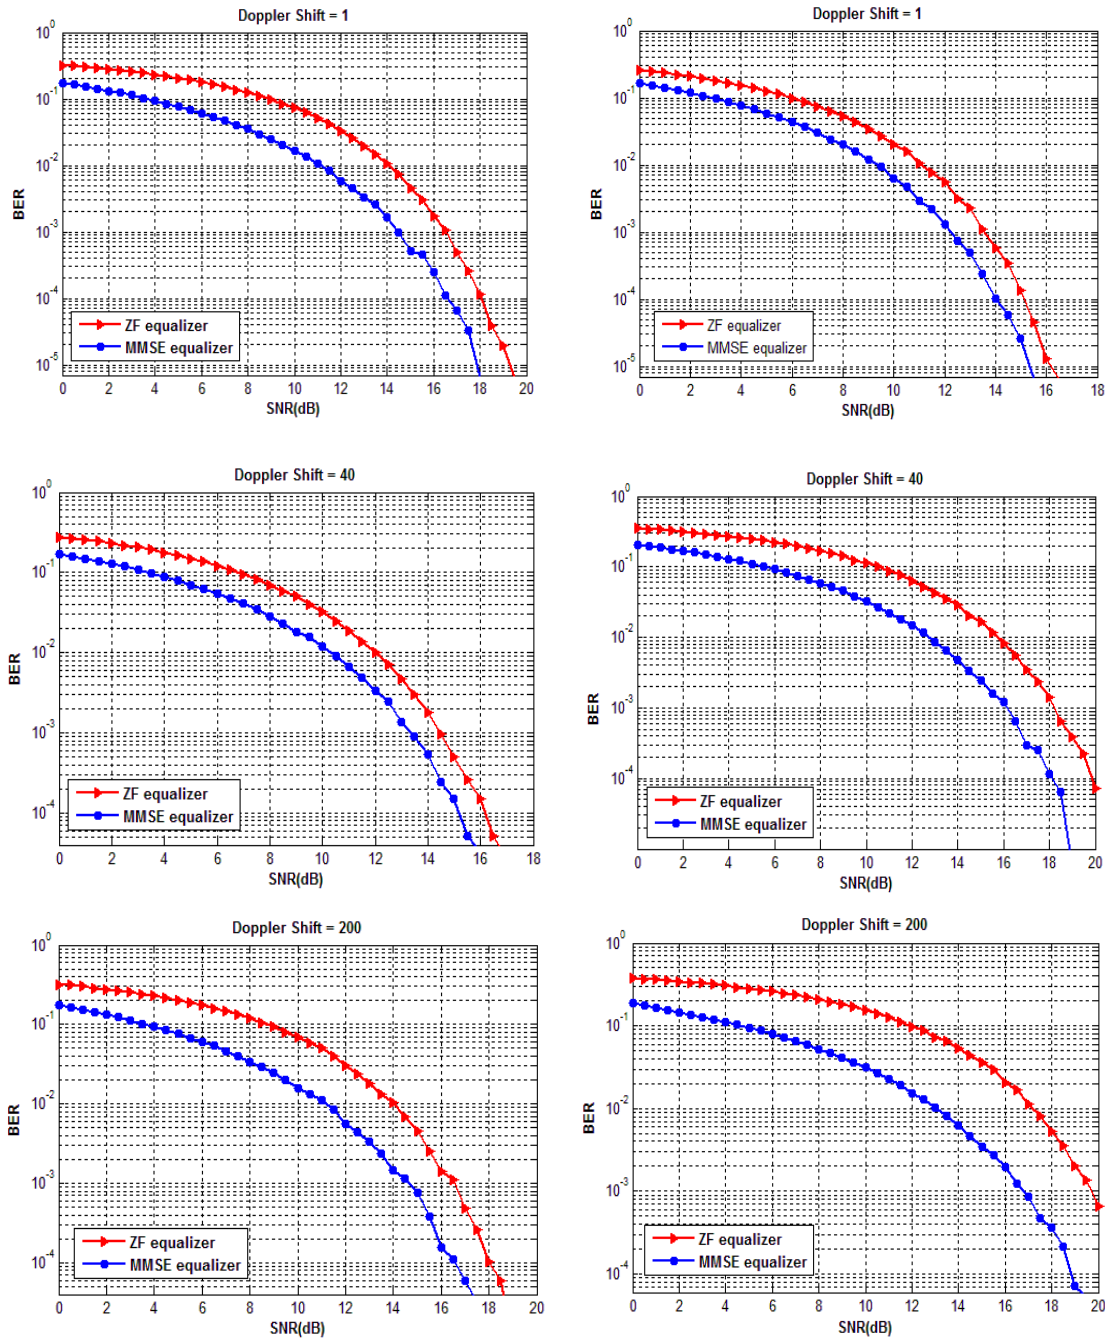 Doppler Shift = 1
10^0
10^-1
10^-2
10^-3
10^-4
10^-5
BER
ZF equalizer
MMSE equalizer
0 2 4 6 8 10 12 14 16 18 20
SNR(dB)
Doppler Shift = 1
10^0
10^-1
10^-2
10^-3
10^-4
10^-5
BER
ZF equalizer
MMSE equalizer
0 2 4 6 8 10 12 14 16 18
SNR(dB)
Doppler Shift = 40
10^0
10^-1
10^-2
10^-3
10^-4
BER
ZF equalizer
MMSE equalizer
0 2 4 6 8 10 12 14 16 18
SNR(dB)
Doppler Shift = 40
10^0
10^-1
10^-2
10^-3
10^-4
BER
ZF equalizer
MMSE equalizer
0 2 4 6 8 10 12 14 16 18 20
SNR(dB)
Doppler Shift = 200
10^0
10^-1
10^-2
10^-3
10^-4
BER
ZF equalizer
MMSE equalizer
0 2 4 6 8 10 12 14 16 18 20
SNR(dB)
Doppler Shift = 200
10^0
10^-1
10^-2
10^-3
10^-4
BER
ZF equalizer
MMSE equalizer
0 2 4 6 8 10 12 14 16 18 20
SNR(dB)